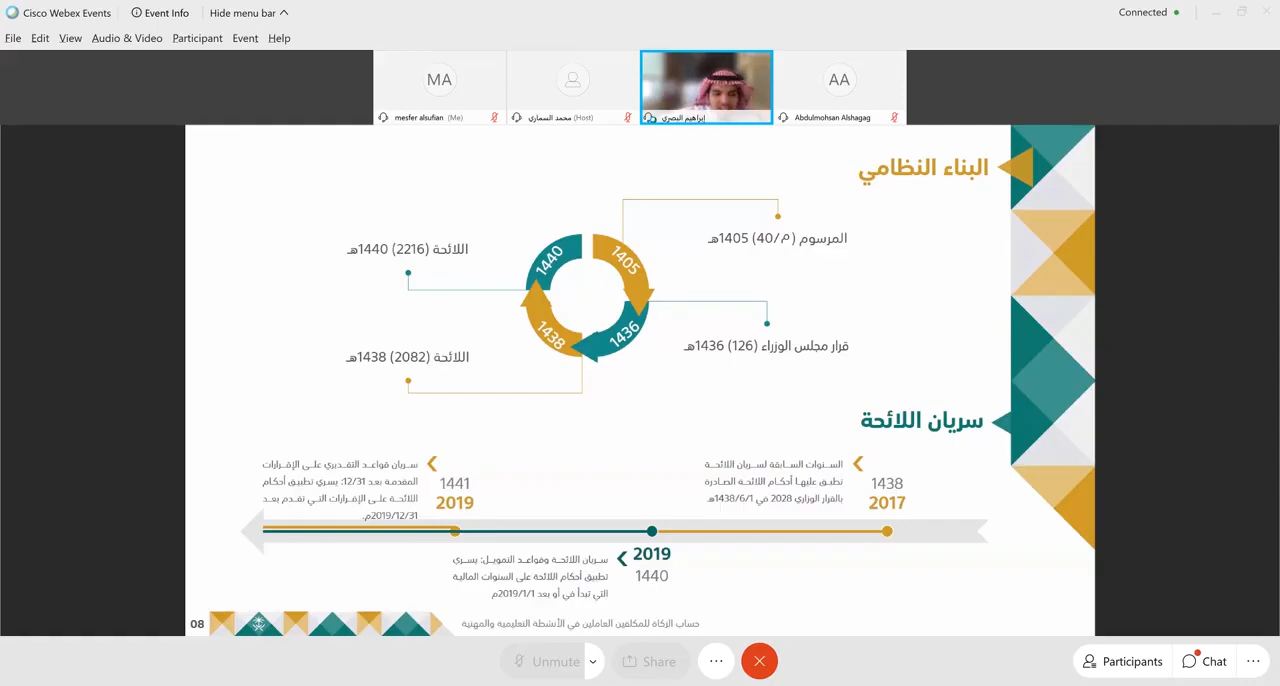 Cisco Webex Events
Event Info
Hide menu bar
Connected
File Edit View Audio & Video Participant Event Help
MA
AA
mesfer alsufian (Me)
محمد السماري (Host)
إبراهيم البصري
Abdulmohsan Alshagag
البناء النظامي
المرسوم (م/40) 1405هـ
اللائحة (2216) 1440هـ
1440
1405
1438
1436
قرار مجلس الوزراء (126) 1436هـ
اللائحة (2082) 1438هـ
سريان اللائحة
السنوات السابقة لسريان اللائحة
تطبق عليها أحكام اللائحة الصادرة
بالقرار الوزاري 2028 في 1438/6/1هـ
1438
2017
سريان قواعد التقديري على الإقرارات
المقدمة بعد 12/31: يسري تطبيق أحكام
اللائحة على الإقرارات التي تقدم بعد
2019/12/31م.
1441
2019
2019
1440
سريان اللائحة وقواعد التمويل: يسري
تطبيق أحكام اللائحة على السنوات المالية
التي تبدأ في أو بعد 2019/1/1م
حساب الزكاة للمكلفين العاملين في الأنشطة التعليمية والمهنية
08
Unmute
Share
Participants
Chat